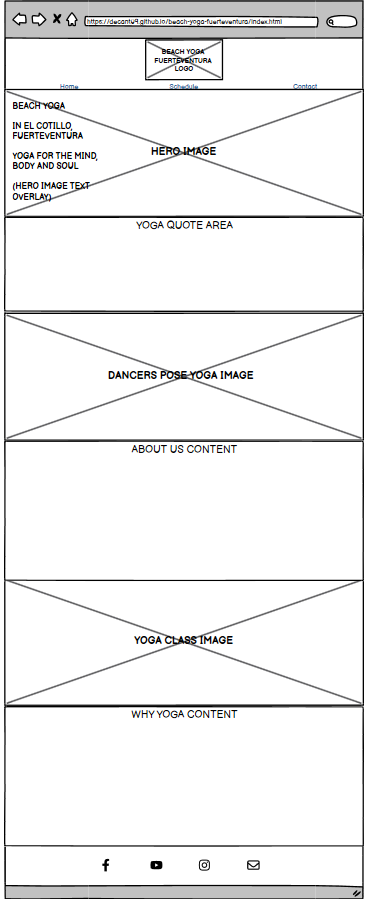 https://decantu9.github.io/beach-yoga-fuerteventura/index.html
BEACH YOGA
FUERTEVENTURA
LOGO
Home
Schedule
Contact
BEACH YOGA
IN EL COTILLO,
FUERTEVENTURA
YOGA FOR THE MIND,
BODY AND SOUL
(HERO IMAGE TEXT
OVERLAY)
HERO IMAGE
YOGA QUOTE AREA
DANCERS POSE YOGA IMAGE
ABOUT US CONTENT
YOGA CLASS IMAGE
WHY YOGA CONTENT